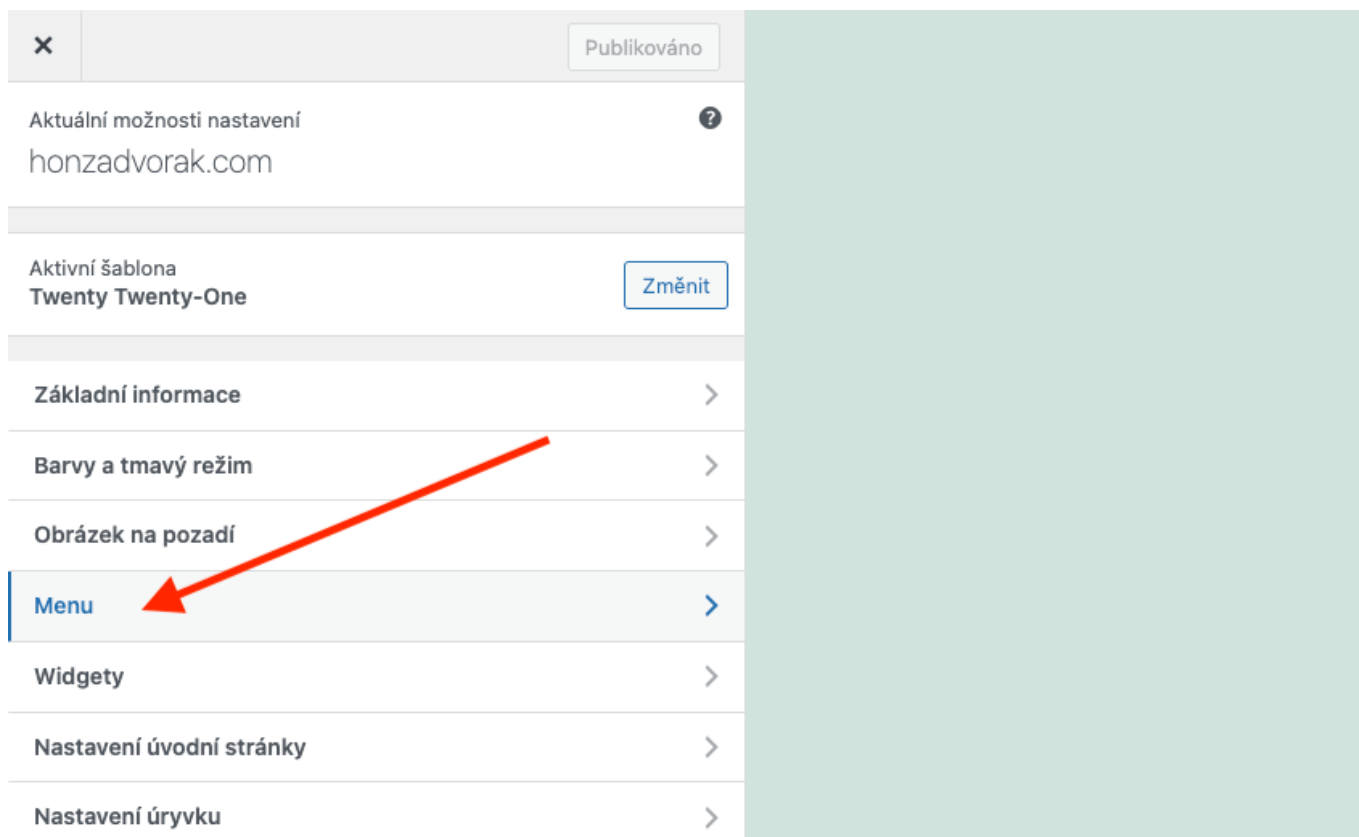 Publikováno
Aktuální možnosti nastavení
honzadvorak.com
Aktivní šablona
Twenty Twenty-One
Změnit
Základní informace
Barvy a tmavý režim
Obrázek na pozadí
Menu
Widgety
Nastavení úvodní stránky
Nastavení úryvku